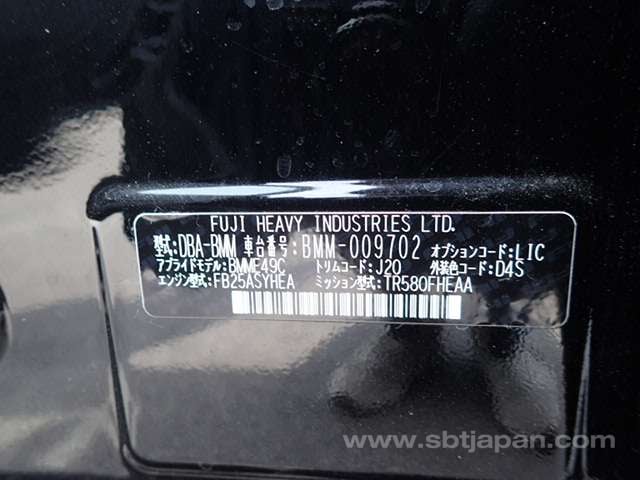 FUJI HEAVY INDUSTRIES LTD.
型式:DBA-BMM 車台番号:BMM-009702 オプションコード:LIC
アプライドモデル:BMME49C トリムコード:J20 外装色コード:D4S
エンジン型式:FB25ASYHEA ミッション型式:TR580FHEAA
www.sbtjapan.com